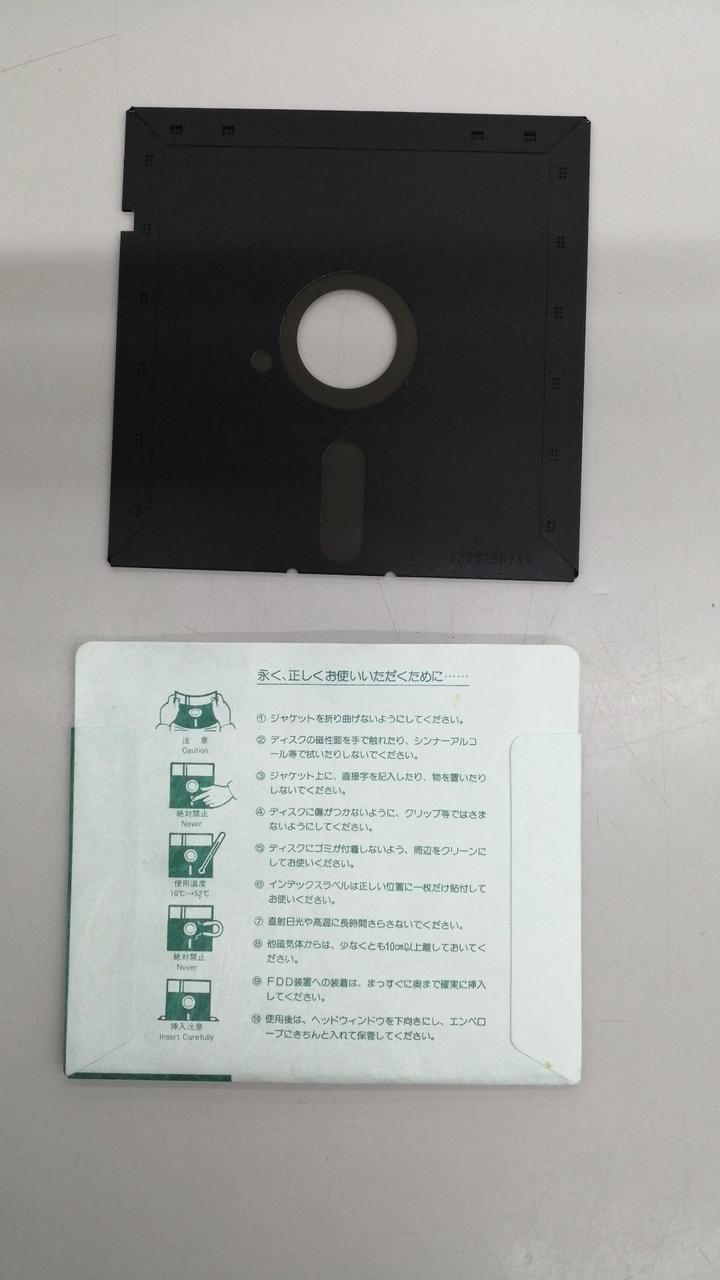 永く、正しくお使いいただくために……
①ジャケットを折り曲げないようにしてください。
②ディスクの磁性面を手で触れたり、シンナーアルコ
ール等で拭いたりしないでください。
③ジャケット上に、直接字を記入したり、物を置いたり
しないでください。
④ディスクに傷がつかないように、クリップ等ではさま
ないようにしてください。
⑤ディスクにゴミが付着しないよう、周辺をクリーンに
してお使いください。
⑥インデックスラベルは正しい位置に一枚だけ貼付して
お使いください。
⑦直射日光や高温に長時間さらさないでください。
⑧他磁気体からは、少なくとも10cm以上離しておいてく
ださい。
⑨FDD装置への装着は、まっすぐに奥まで確実に挿入
してください。
⑩使用後は、ヘッドウィンドウを下向きにし、エンベロ
ープにきちんと入れて保管してください。
注 意
Caution
絶対禁止
Never
使用温度
10℃→52℃
絶対禁止
Never
挿入注意
Insert Carefully